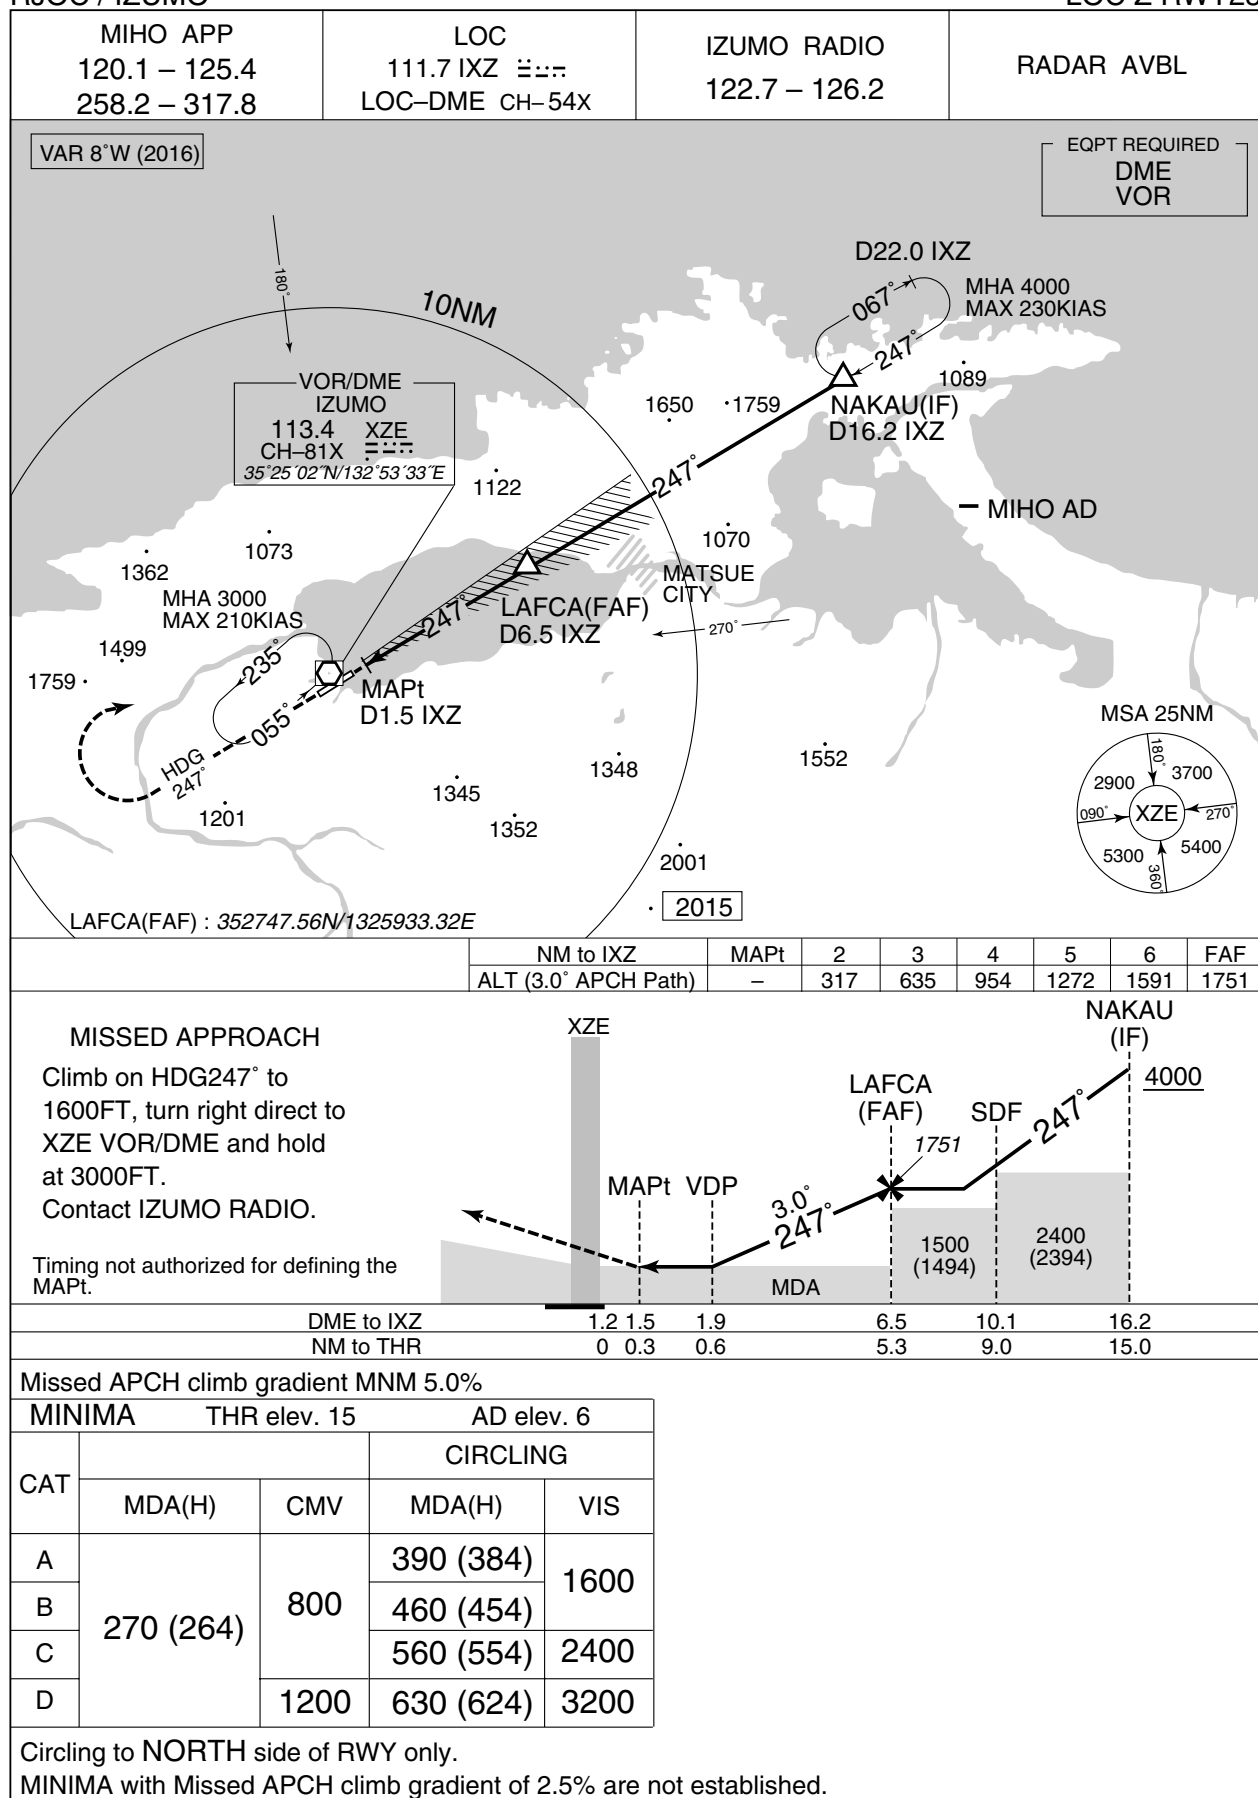 MIHO APP
120.1 – 125.4
258.2 – 317.8
LOC
111.7 IXZ
LOC–DME CH–54X
IZUMO RADIO
122.7 – 126.2
RADAR AVBL
VAR 8°W (2016)
EQPT REQUIRED
DME
VOR
D22.0 IXZ
MHA 4000
MAX 230KIAS
067°
247°
180°
10NM
VOR/DME
IZUMO
113.4 XZE
CH–81X
35°25´02˝N/132°53´33˝E
1650
1759
1089
NAKAU(IF)
D16.2 IXZ
247°
1122
MIHO AD
1073
1070
1362
MATSUE
CITY
MHA 3000
MAX 210KIAS
LAFCA(FAF)
D6.5 IXZ
247°
270°
1499
235°
1759
MAPt
D1.5 IXZ
055°
HDG
247°
MSA 25NM
180°
2900
3700
090°
XZE
270°
5300
5400
360°
1552
1348
1345
1201
1352
2001
2015
LAFCA(FAF) : 352747.56N/1325933.32E
NM to IXZ MAPt 2 3 4 5 6 FAF
ALT (3.0° APCH Path) – 317 635 954 1272 1591 1751
MISSED APPROACH
Climb on HDG247° to
1600FT, turn right direct to
XZE VOR/DME and hold
at 3000FT.
Contact IZUMO RADIO.
Timing not authorized for defining the
MAPt.
XZE
NAKAU
(IF)
4000
LAFCA
(FAF)
SDF
247°
1751
MAPt VDP
3.0°
247°
1500
(1494)
2400
(2394)
MDA
DME to IXZ 1.2 1.5 1.9 6.5 10.1 16.2
NM to THR 0 0.3 0.6 5.3 9.0 15.0
Missed APCH climb gradient MNM 5.0%
MINIMA THR elev. 15 AD elev. 6
CAT
CIRCLING
MDA(H) CMV MDA(H) VIS
A 390 (384) 1600
B 270 (264) 800 460 (454)
C 560 (554) 2400
D 1200 630 (624) 3200
Circling to NORTH side of RWY only.
MINIMA with Missed APCH climb gradient of 2.5% are not established.